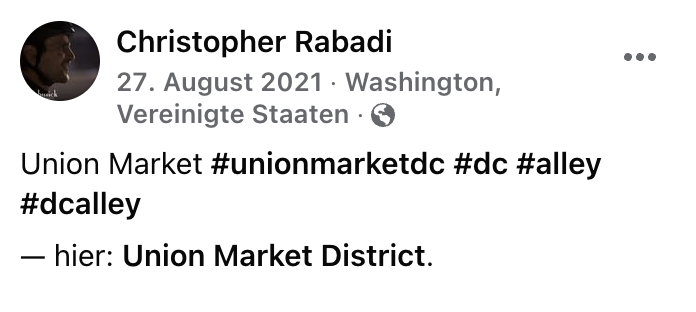 Christopher Rabadi
27. August 2021 · Washington,
Vereinigte Staaten ·
Union Market #unionmarketdc #dc #alley
#dcalley
— hier: Union Market District.